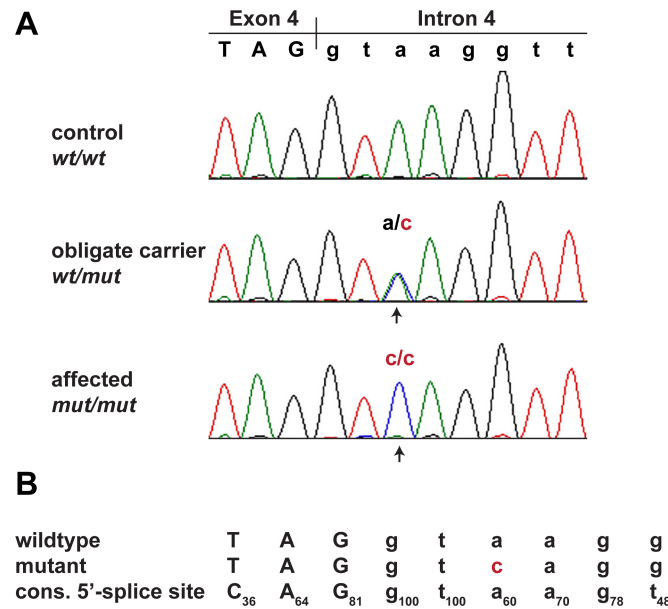 A
Exon 4 Intron 4
T A G g t a a g g t t
control
wt/wt
a/c
obligate carrier
wt/mut
c/c
affected
mut/mut
B
wildtype T A G g t a a g g
mutant T A G g t c a g g
cons. 5'-splice site C36 A64 G81 g100 t100 a60 a70 g78 t48